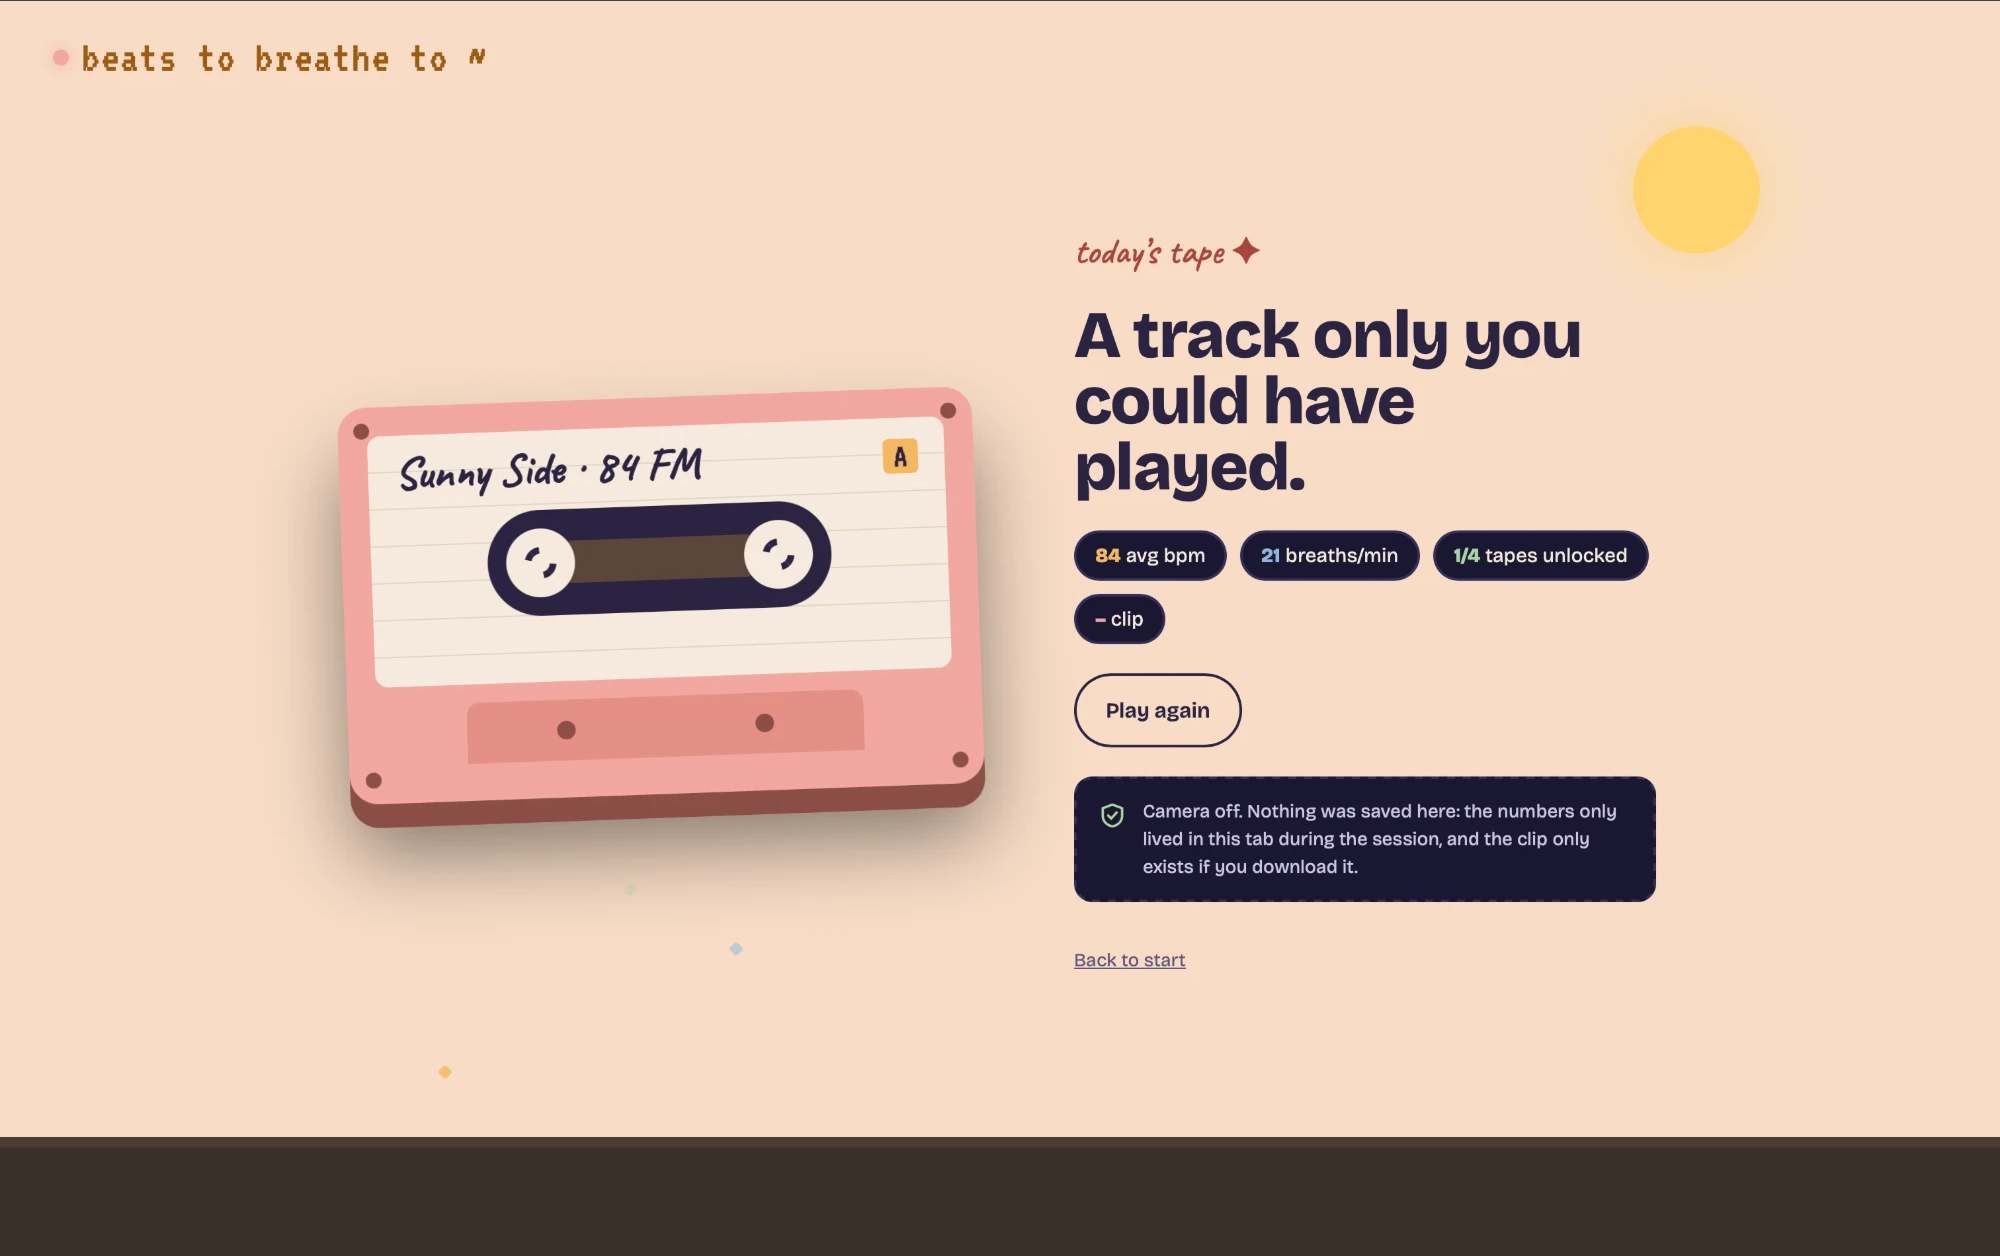 beats to breathe to ~
today's tape ✦
A track only you
could have
played.
Sunny Side · 84 FM
A
84 avg bpm
21 breaths/min
1/4 tapes unlocked
– clip
Play again
Camera off. Nothing was saved here: the numbers only
lived in this tab during the session, and the clip only
exists if you download it.
Back to start